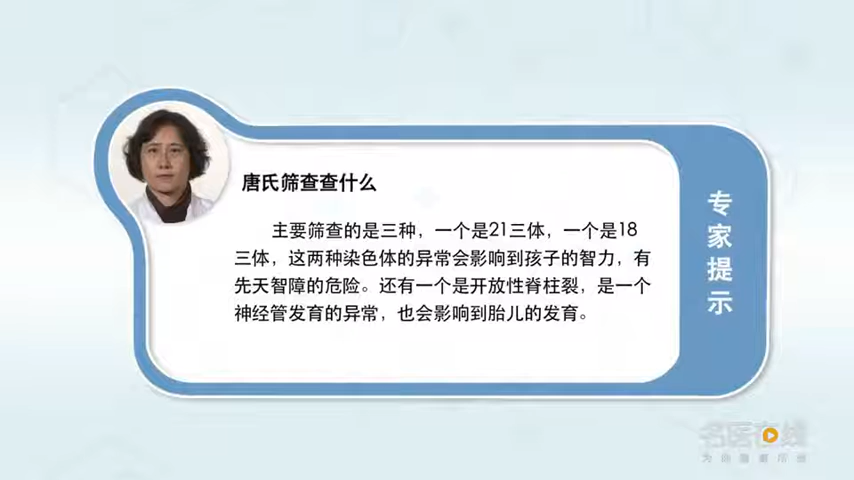 唐氏筛查查什么
主要筛查的是三种，一个是21三体，一个是18
三体，这两种染色体的异常会影响到孩子的智力，有
先天智障的危险。还有一个是开放性脊柱裂，是一个
神经管发育的异常，也会影响到胎儿的发育。
专家提示
名医在线